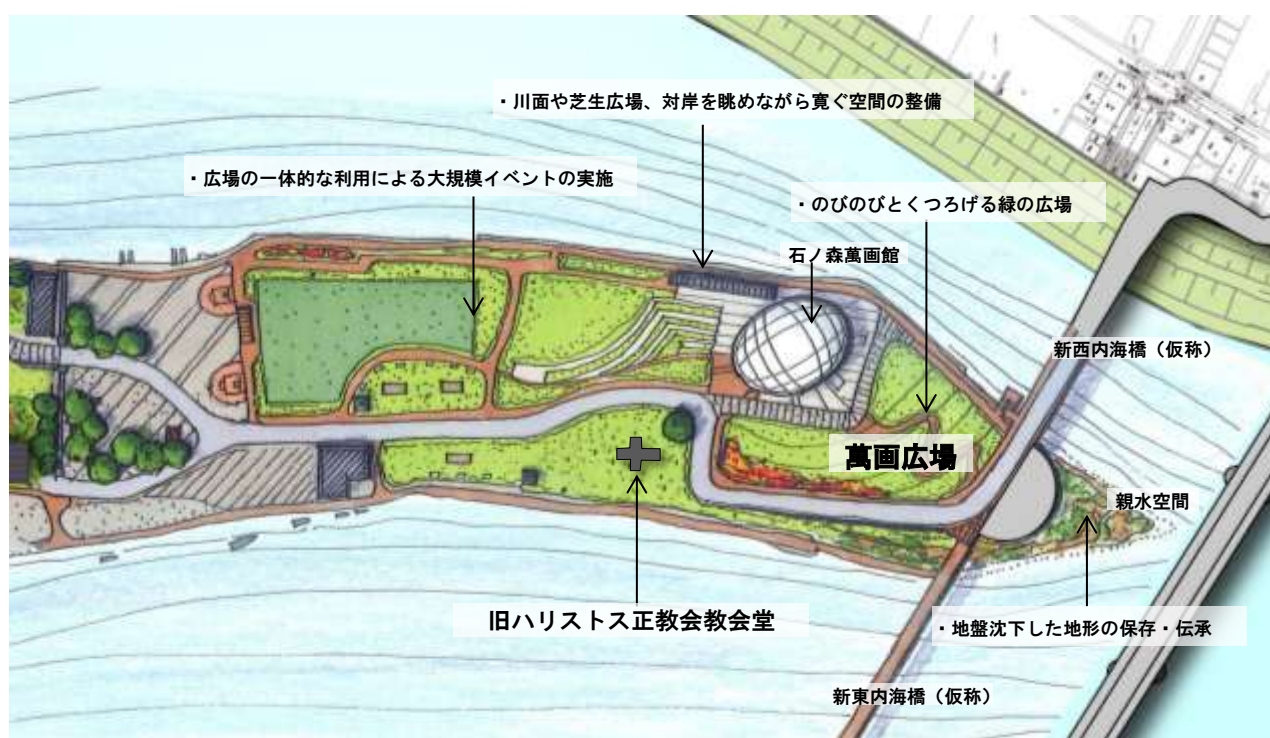 ・川面や芝生広場、対岸を眺めながら寛ぐ空間の整備
・広場の一体的な利用による大規模イベントの実施
・のびのびとくつろげる緑の広場
石ノ森萬画館
新西内海橋（仮称）
萬画広場
親水空間
旧ハリストス正教会教会堂
・地盤沈下した地形の保存・伝承
新東内海橋（仮称）